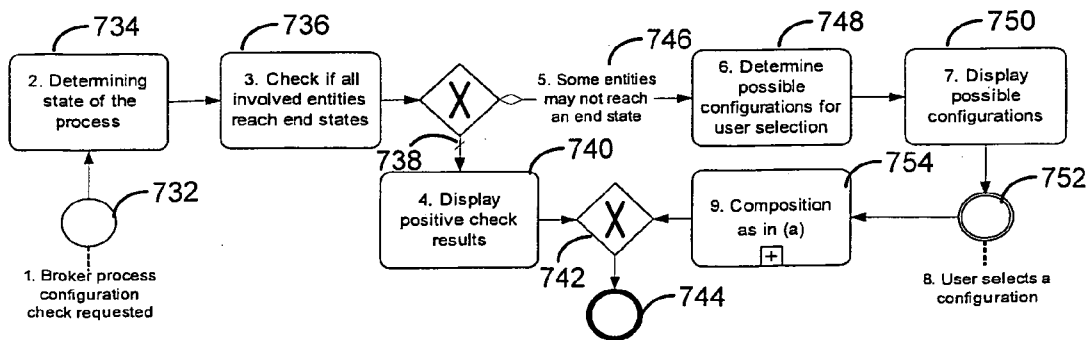 734
736
746
748
750
2. Determining
state of the
process
3. Check if all
involved entities
reach end states
X
5. Some entities
may not reach
an end state
6. Determine
possible
configurations for
user selection
7. Display
possible
configurations
732
738
740
754
752
4. Display
positive check
results
X
9. Composition
as in (a)
+
742
744
1. Broker process
configuration
check requested
8. User selects a
configuration